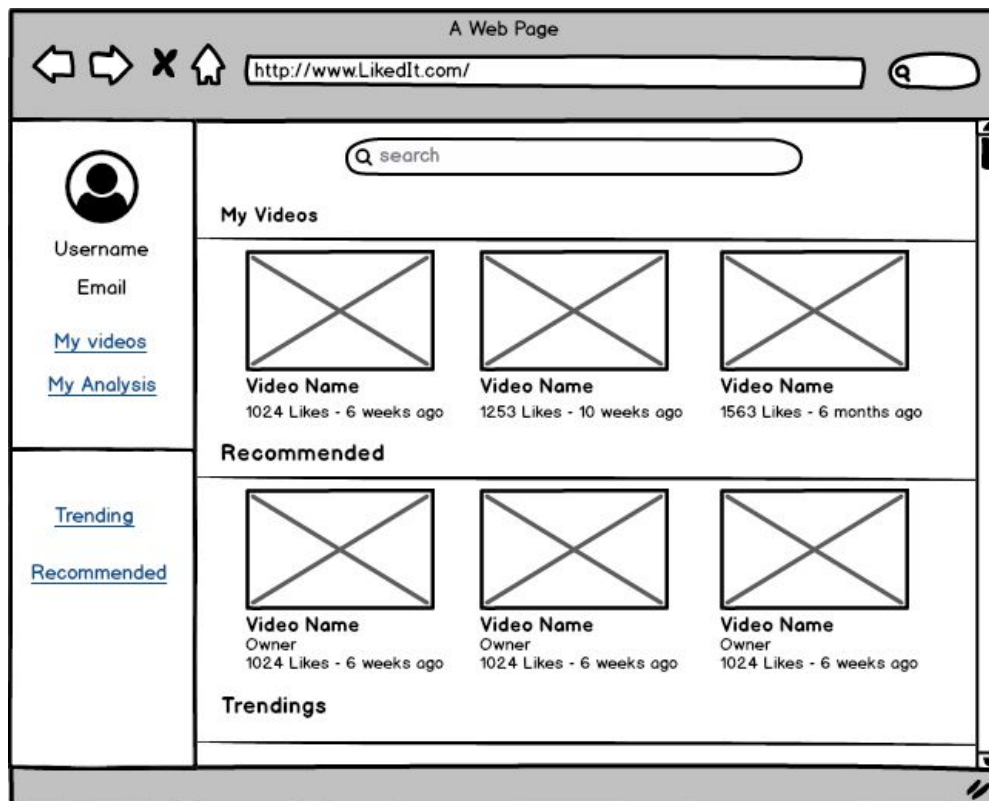 A Web Page
http://www.LikedIt.com/
search
Username
Email
My videos
My Analysis
Trending
Recommended
My Videos
Video Name
1024 Likes - 6 weeks ago
Video Name
1253 Likes - 10 weeks ago
Video Name
1563 Likes - 6 months ago
Recommended
Video Name
Owner
1024 Likes - 6 weeks ago
Video Name
Owner
1024 Likes - 6 weeks ago
Video Name
Owner
1024 Likes - 6 weeks ago
Trendings